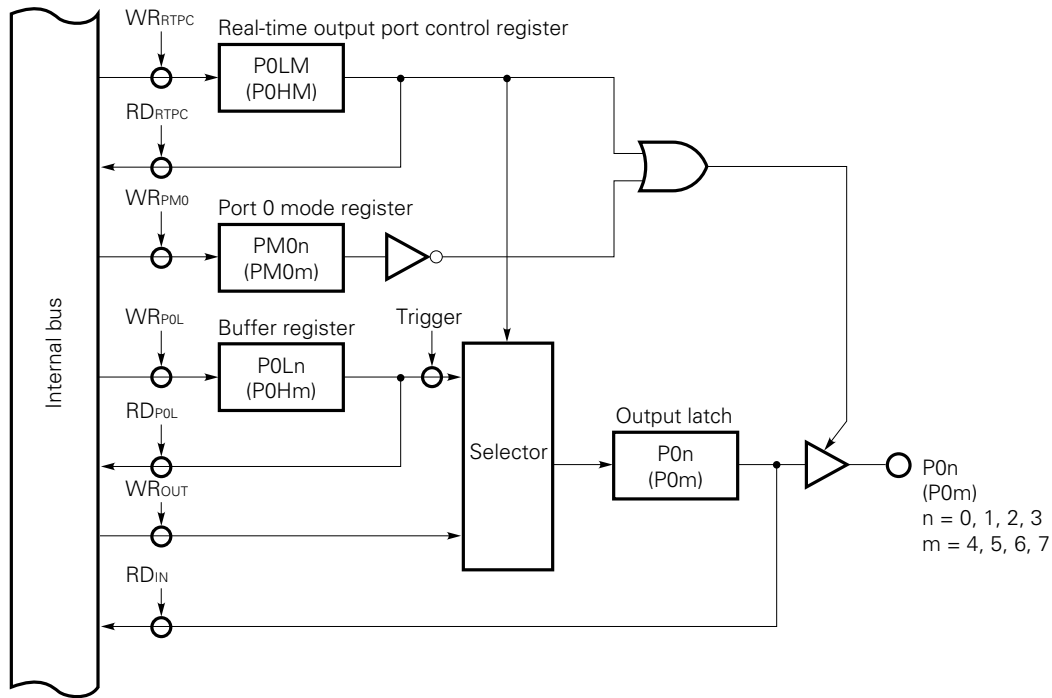 WRRTPC
Real-time output port control register
P0LM
(P0HM)
RDRTPC
WRPM0
Port 0 mode register
PM0n
(PM0m)
Internal bus
WRP0L
Buffer register
Trigger
P0Ln
(P0Hm)
RDP0L
Selector
Output latch
P0n
(P0m)
WROUT
P0n
(P0m)
n = 0, 1, 2, 3
m = 4, 5, 6, 7
RDIN